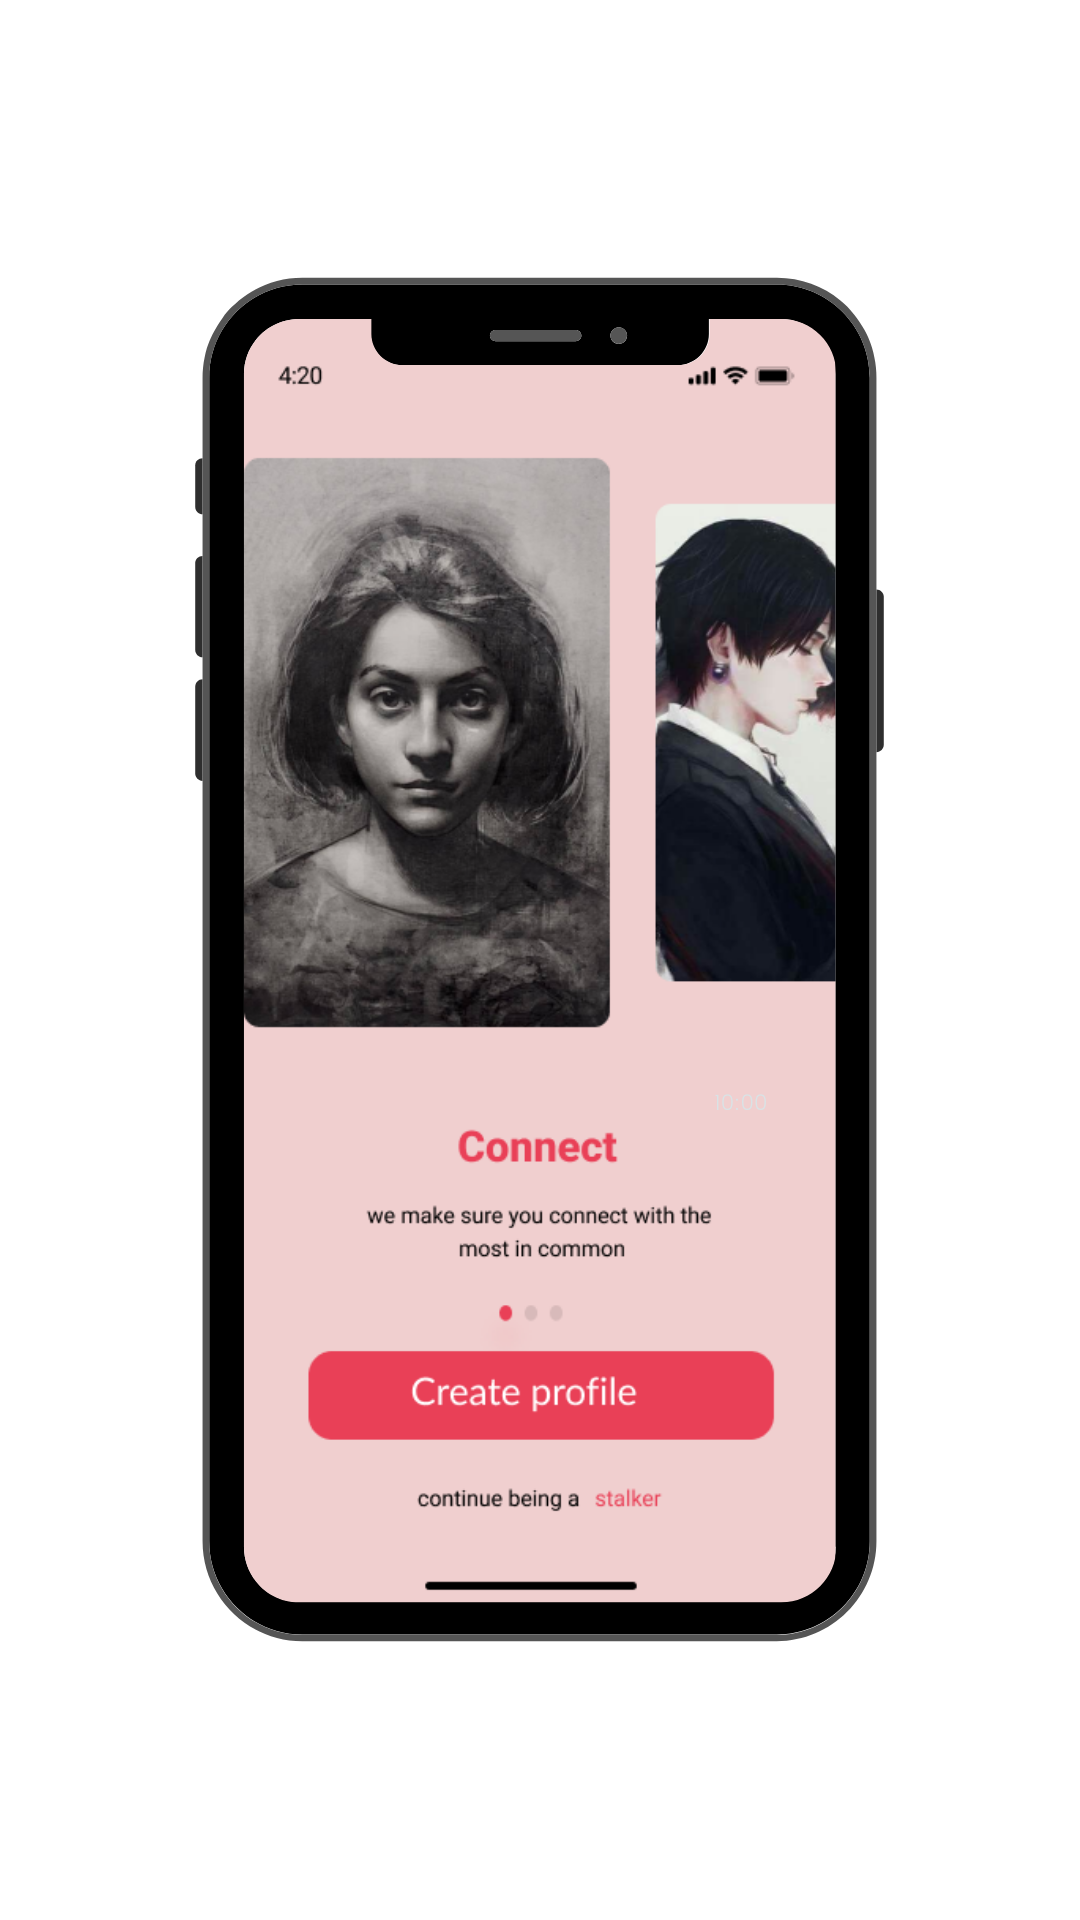 4:20
10:00
Connect
we make sure you connect with the
most in common
Create profile
continue being a stalker